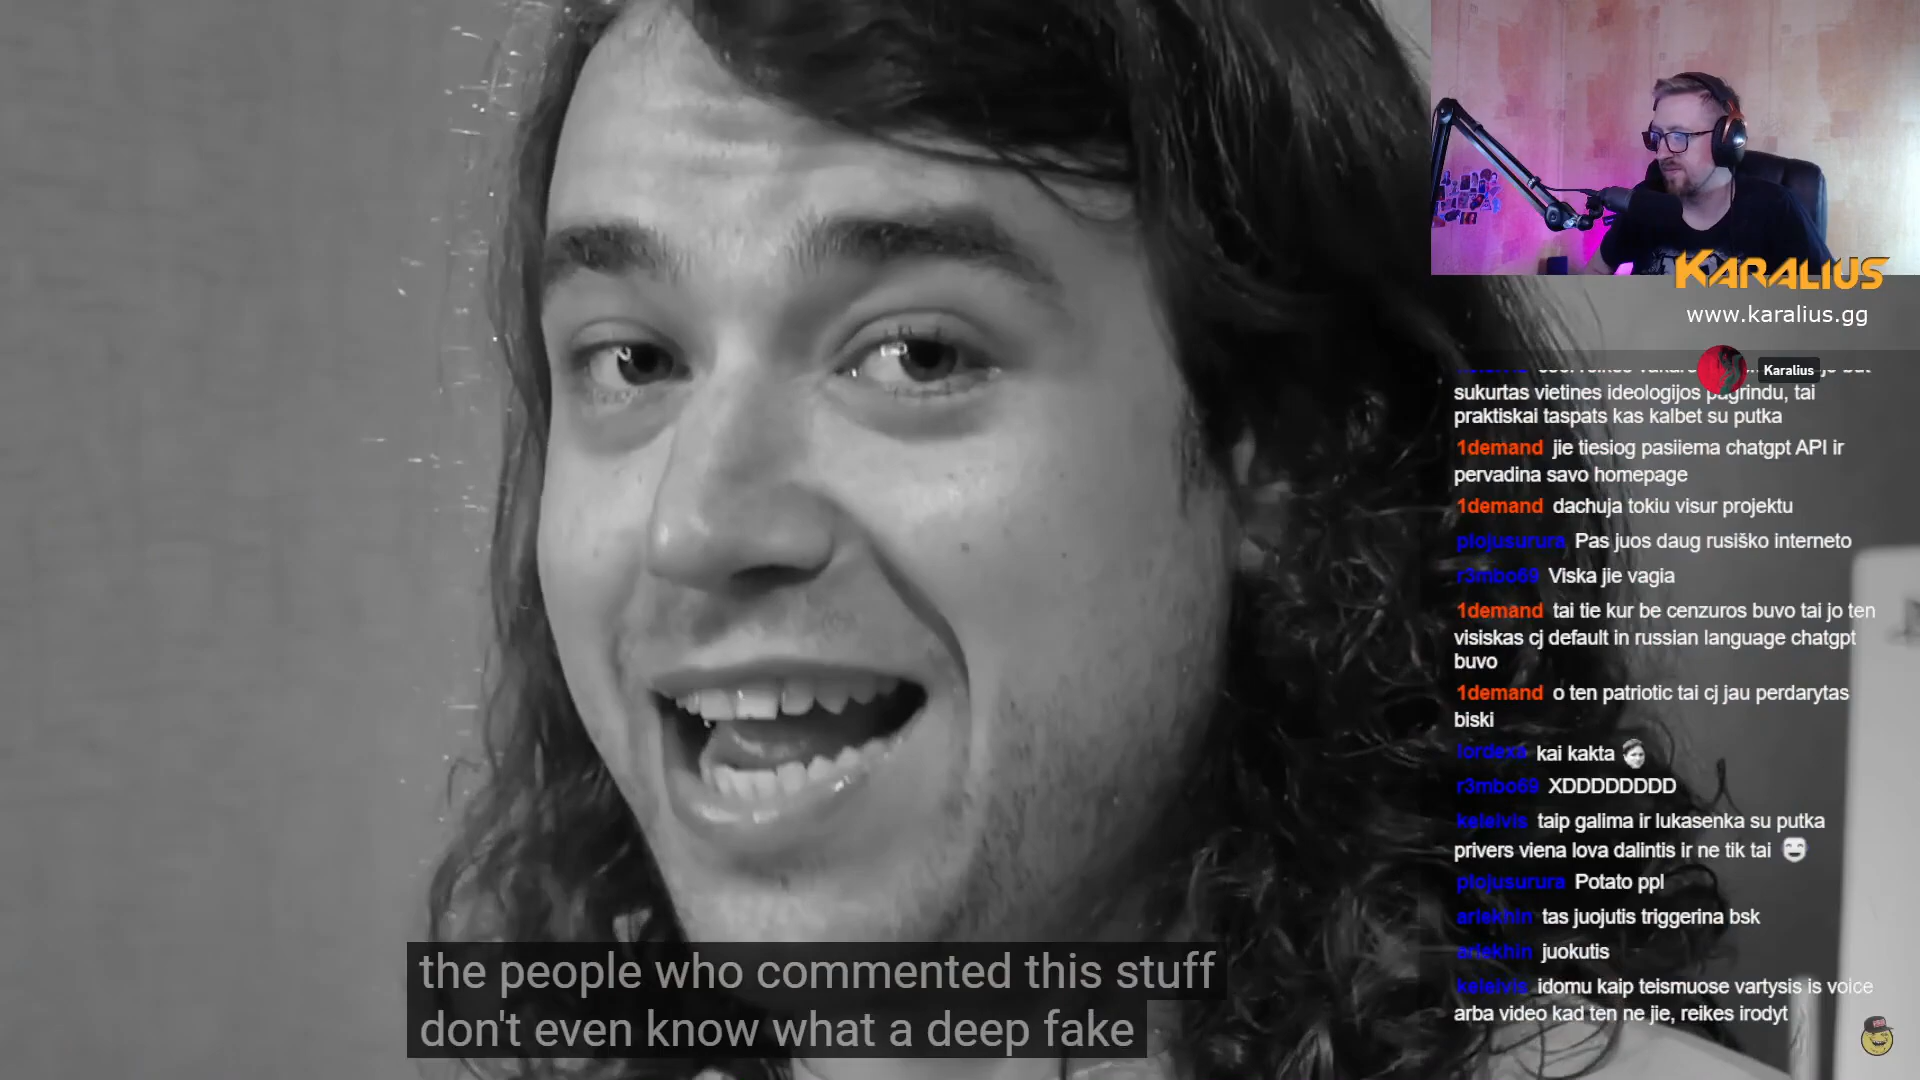 KARALIUS
www.karalius.gg
Karalius
sukurtas vietines ideologijos pagrindu, tai
praktiskai taspats kas kalbet su putka
1demand jie tiesiog pasiiema chatgpt API ir
pervadina savo homepage
1demand dachuja tokiu visur projektu
plojusurura Pas juos daug rusiško interneto
r3mbo69 Viska jie vagia
1demand tai tie kur be cenzuros buvo tai jo ten
visiskas cj default in russian language chatgpt
buvo
1demand o ten patriotic tai cj jau perdarytas
biski
lordexa kai kakta
r3mbo69 XDDDDDDDD
keleivis taip galima ir lukasenka su putka
privers viena lova dalintis ir ne tik tai
plojusurura Potato ppl
arlekhin tas juojutis triggerina bsk
arlekhin juokutis
keleivis idomu kaip teismuose vartysis is voice
arba video kad ten ne jie, reikes irodyt
the people who commented this stuff
don't even know what a deep fake